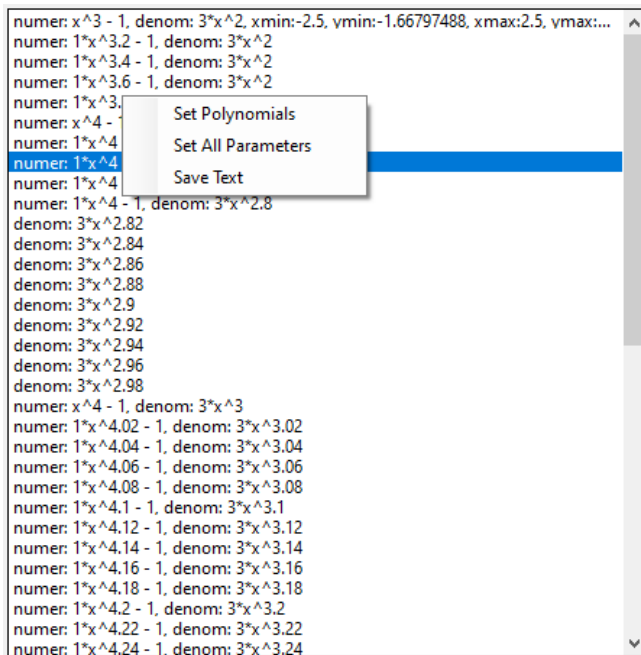 numer: x^3 - 1, denom: 3*x^2, xmin:-2.5, ymin:-1.66797488, xmax:2.5, ymax:...
numer: 1*x^3.2 - 1, denom: 3*x^2
numer: 1*x^3.4 - 1, denom: 3*x^2
numer: 1*x^3.6 - 1, denom: 3*x^2
numer: 1*x^3.
Set Polynomials
numer: x^4 -
numer: 1*x^4
Set All Parameters
numer: 1*x^4
numer: 1*x^4
Save Text
numer: 1*x^4 - 1, denom: 3*x^2.8
denom: 3*x^2.82
denom: 3*x^2.84
denom: 3*x^2.86
denom: 3*x^2.88
denom: 3*x^2.9
denom: 3*x^2.92
denom: 3*x^2.94
denom: 3*x^2.96
denom: 3*x^2.98
numer: x^4 - 1, denom: 3*x^3
numer: 1*x^4.02 - 1, denom: 3*x^3.02
numer: 1*x^4.04 - 1, denom: 3*x^3.04
numer: 1*x^4.06 - 1, denom: 3*x^3.06
numer: 1*x^4.08 - 1, denom: 3*x^3.08
numer: 1*x^4.1 - 1, denom: 3*x^3.1
numer: 1*x^4.12 - 1, denom: 3*x^3.12
numer: 1*x^4.14 - 1, denom: 3*x^3.14
numer: 1*x^4.16 - 1, denom: 3*x^3.16
numer: 1*x^4.18 - 1, denom: 3*x^3.18
numer: 1*x^4.2 - 1, denom: 3*x^3.2
numer: 1*x^4.22 - 1, denom: 3*x^3.22
numer: 1*x^4.24 - 1, denom: 3*x^3.24